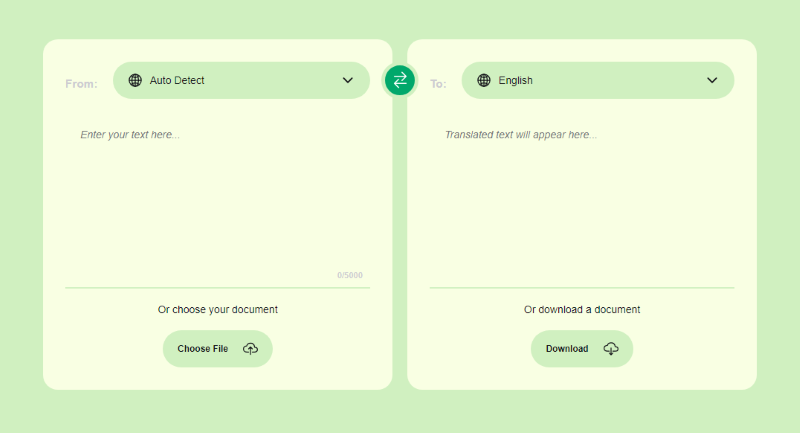 From:
Auto Detect
To:
English
Enter your text here...
Translated text will appear here...
0/5000
Or choose your document
Or download a document
Choose File
Download